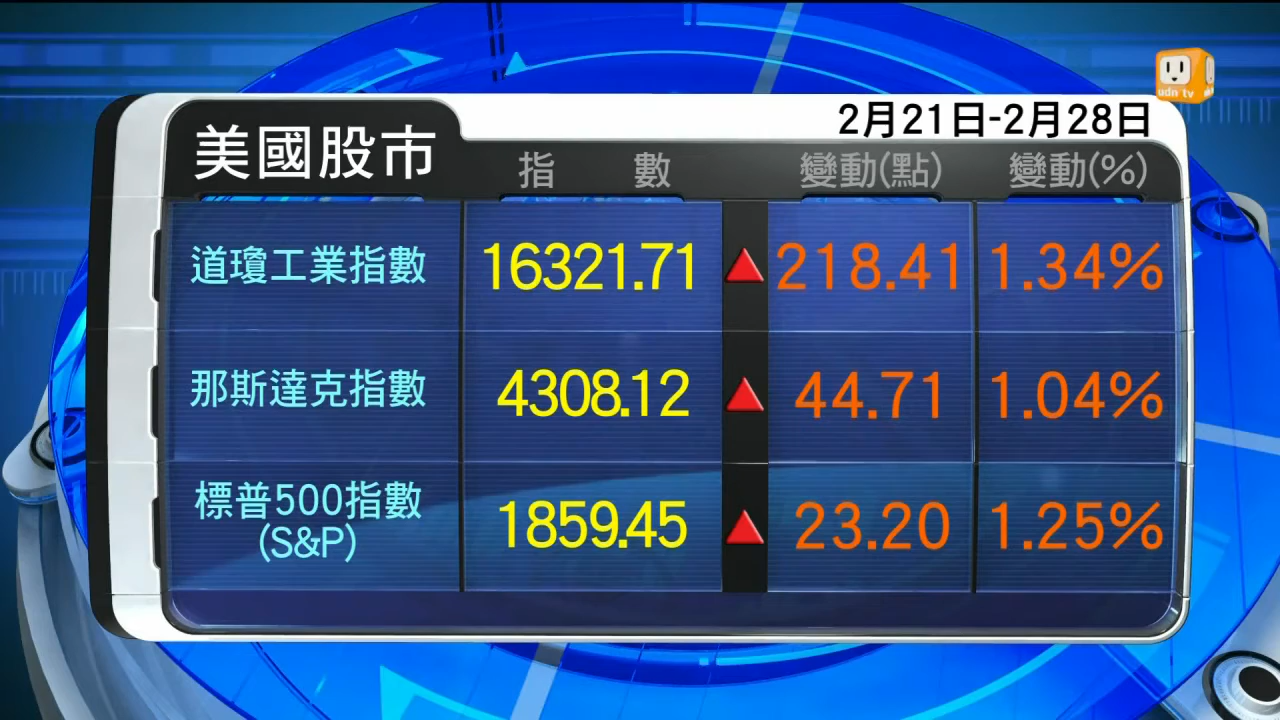 udn tv
2月21日-2月28日
美國股市 指 數 變動(點) 變動(%)
道瓊工業指數 16321.71 ▲ 218.41 1.34%
那斯達克指數 4308.12 ▲ 44.71 1.04%
標普500指數
(S&P) 1859.45 ▲ 23.20 1.25%